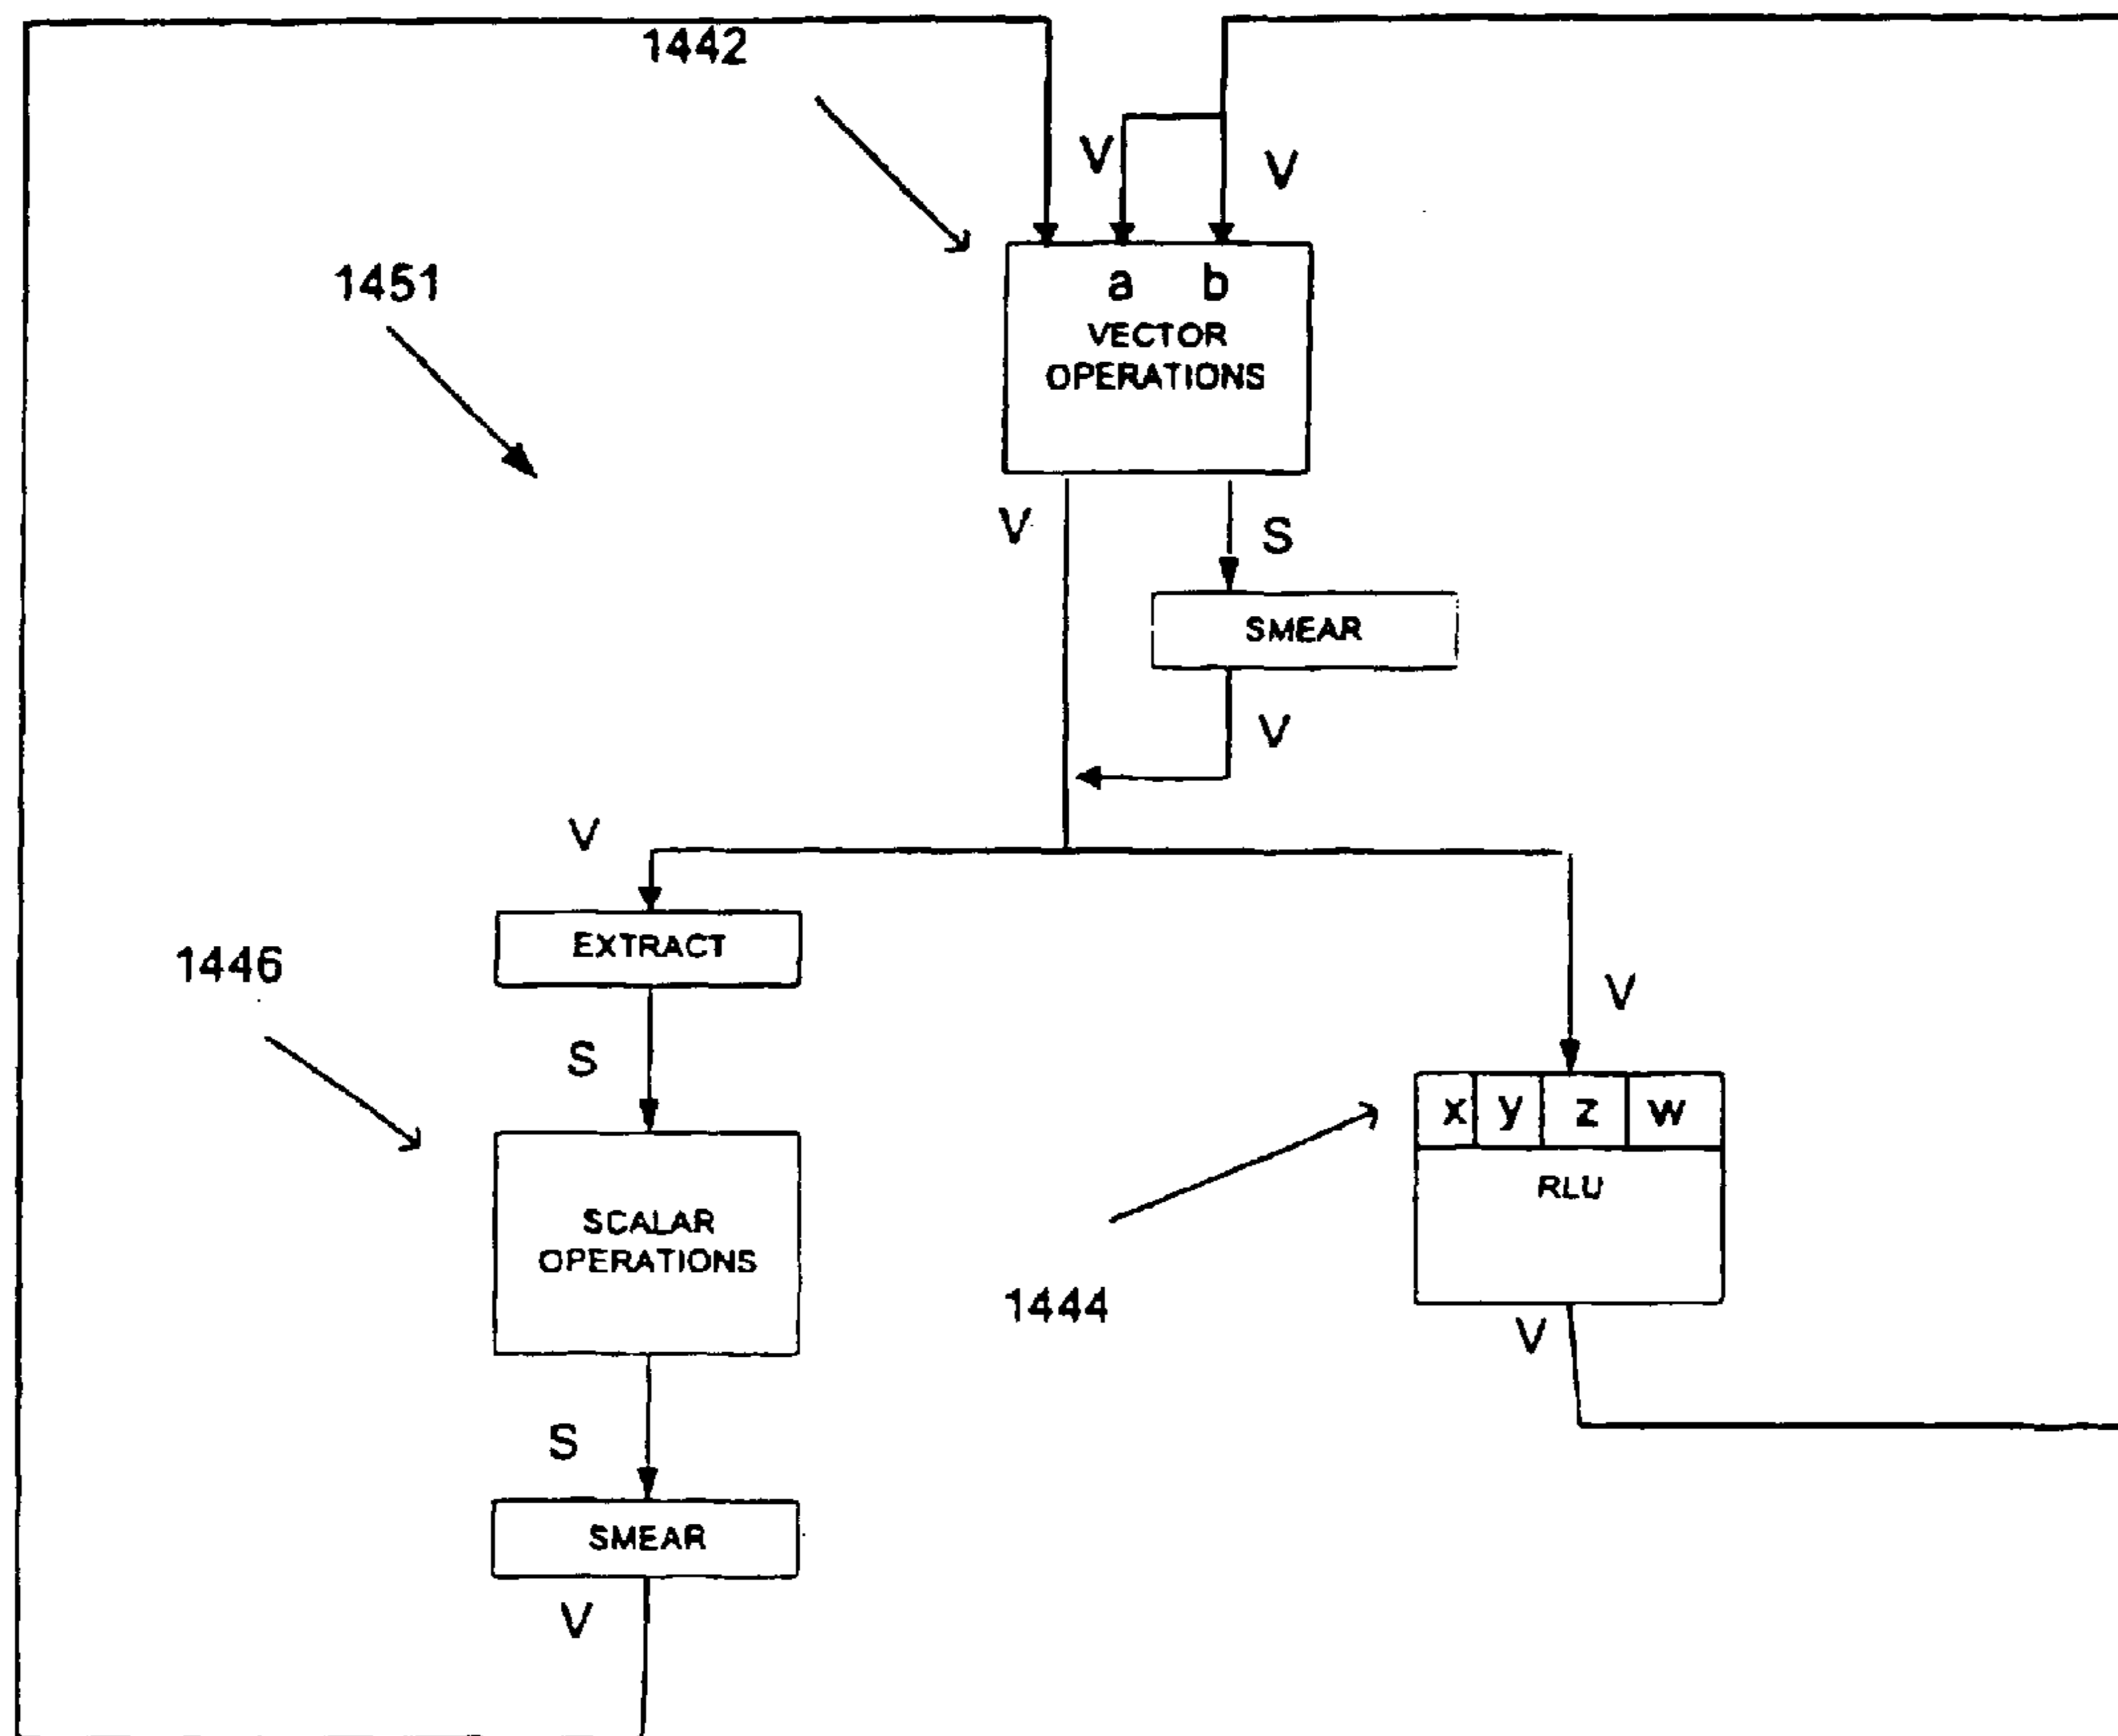 1442
V
V
1451
a b
VECTOR
OPERATIONS
V
S
SMEAR
V
V
EXTRACT
1446
V
S
x y z w
RLU
SCALAR
OPERATIONS
1444
V
S
SMEAR
V